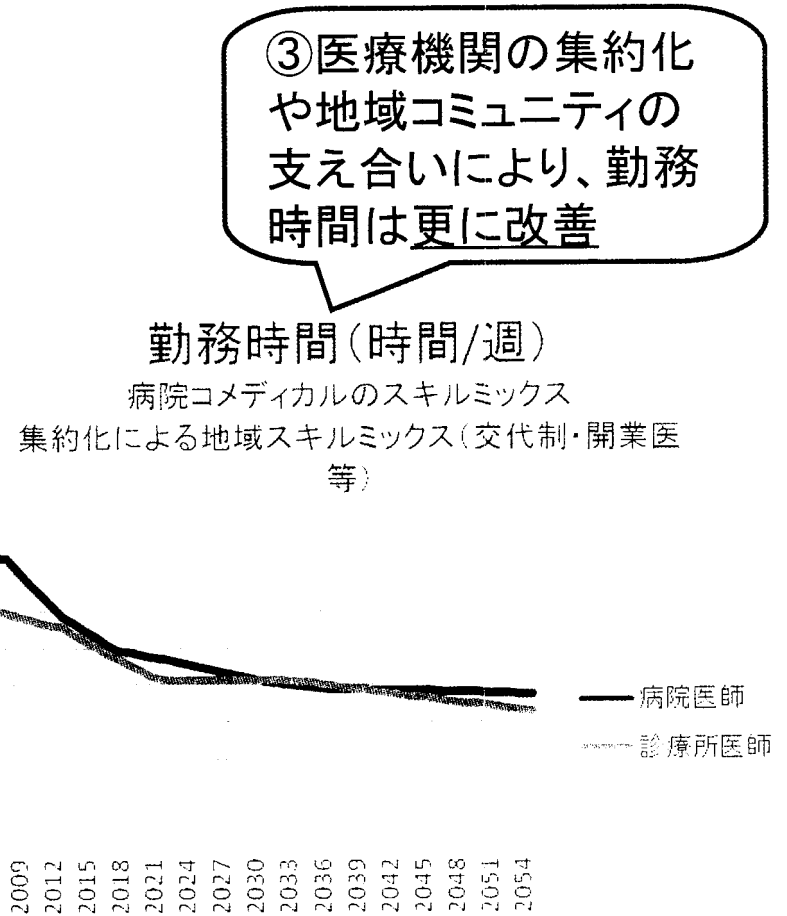 ③医療機関の集約化
や地域コミュニティの
支え合いにより、勤務
時間は更に改善
勤務時間(時間/週)
病院コメディカルのスキルミックス
集約化による地域スキルミックス(交代制・開業医
等)
病院医師
診療所医師
2009
2012
2015
2018
2021
2024
2027
2030
2033
2036
2039
2042
2045
2048
2051
2054